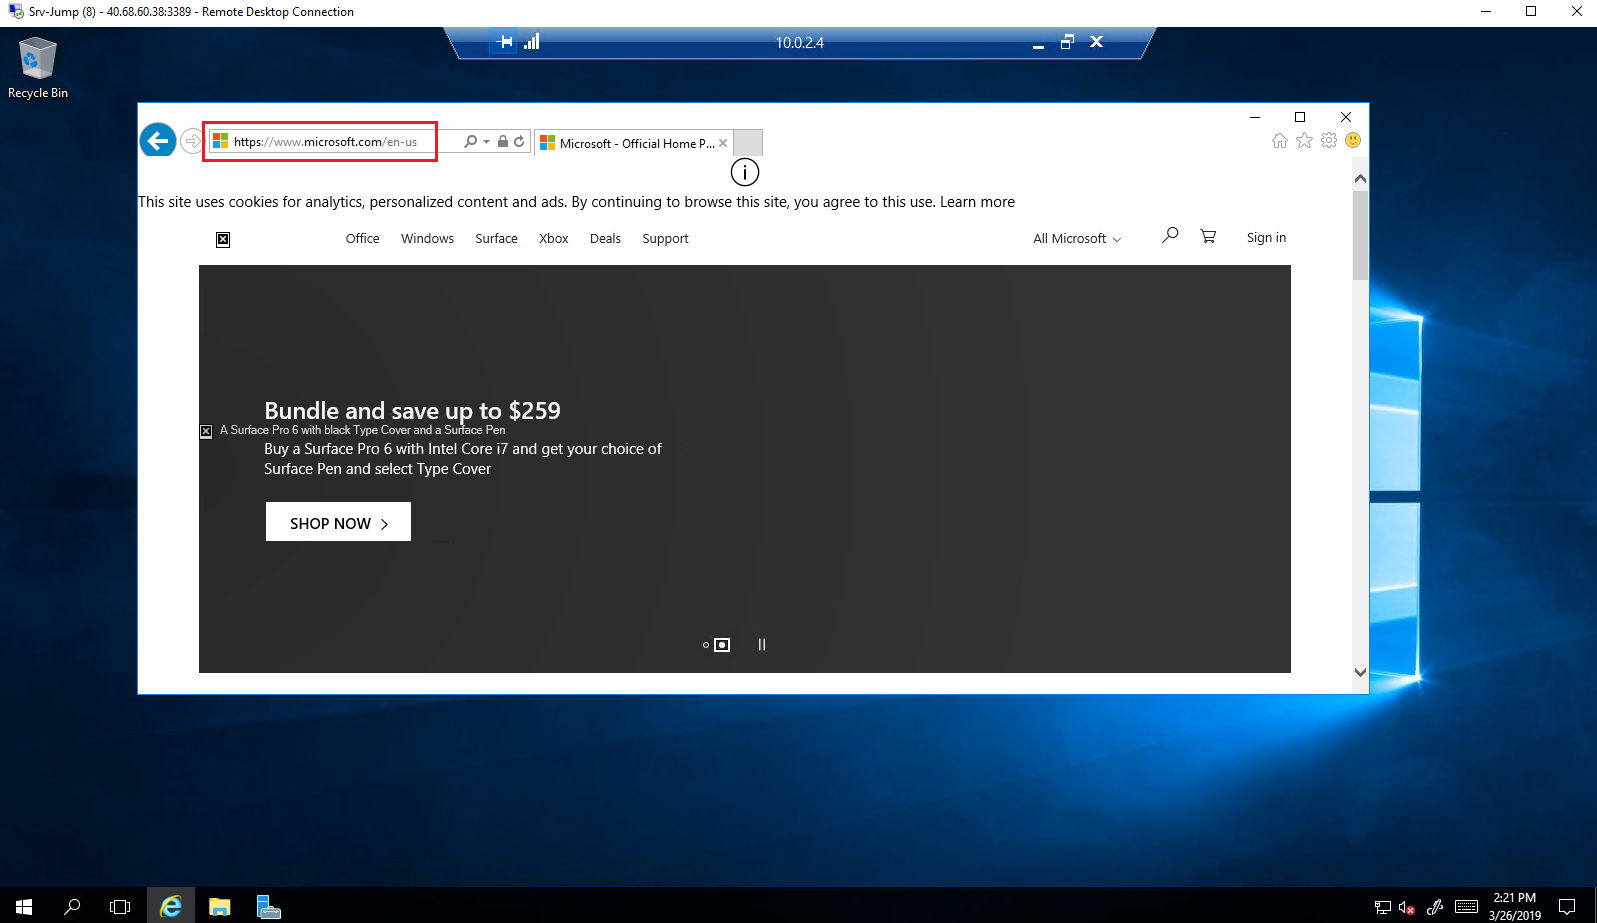 Srv-Jump (8) - 40.68.60.38:3389 - Remote Desktop Connection
10.0.2.4
Recycle Bin
https://www.microsoft.com/en-us
Microsoft - Official Home P...
This site uses cookies for analytics, personalized content and ads. By continuing to browse this site, you agree to this use. Learn more
Office Windows Surface Xbox Deals Support All Microsoft Sign in
Bundle and save up to $259
A Surface Pro 6 with black Type Cover and a Surface Pen
Buy a Surface Pro 6 with Intel Core i7 and get your choice of
Surface Pen and select Type Cover
SHOP NOW >
2:21 PM
3/26/2019